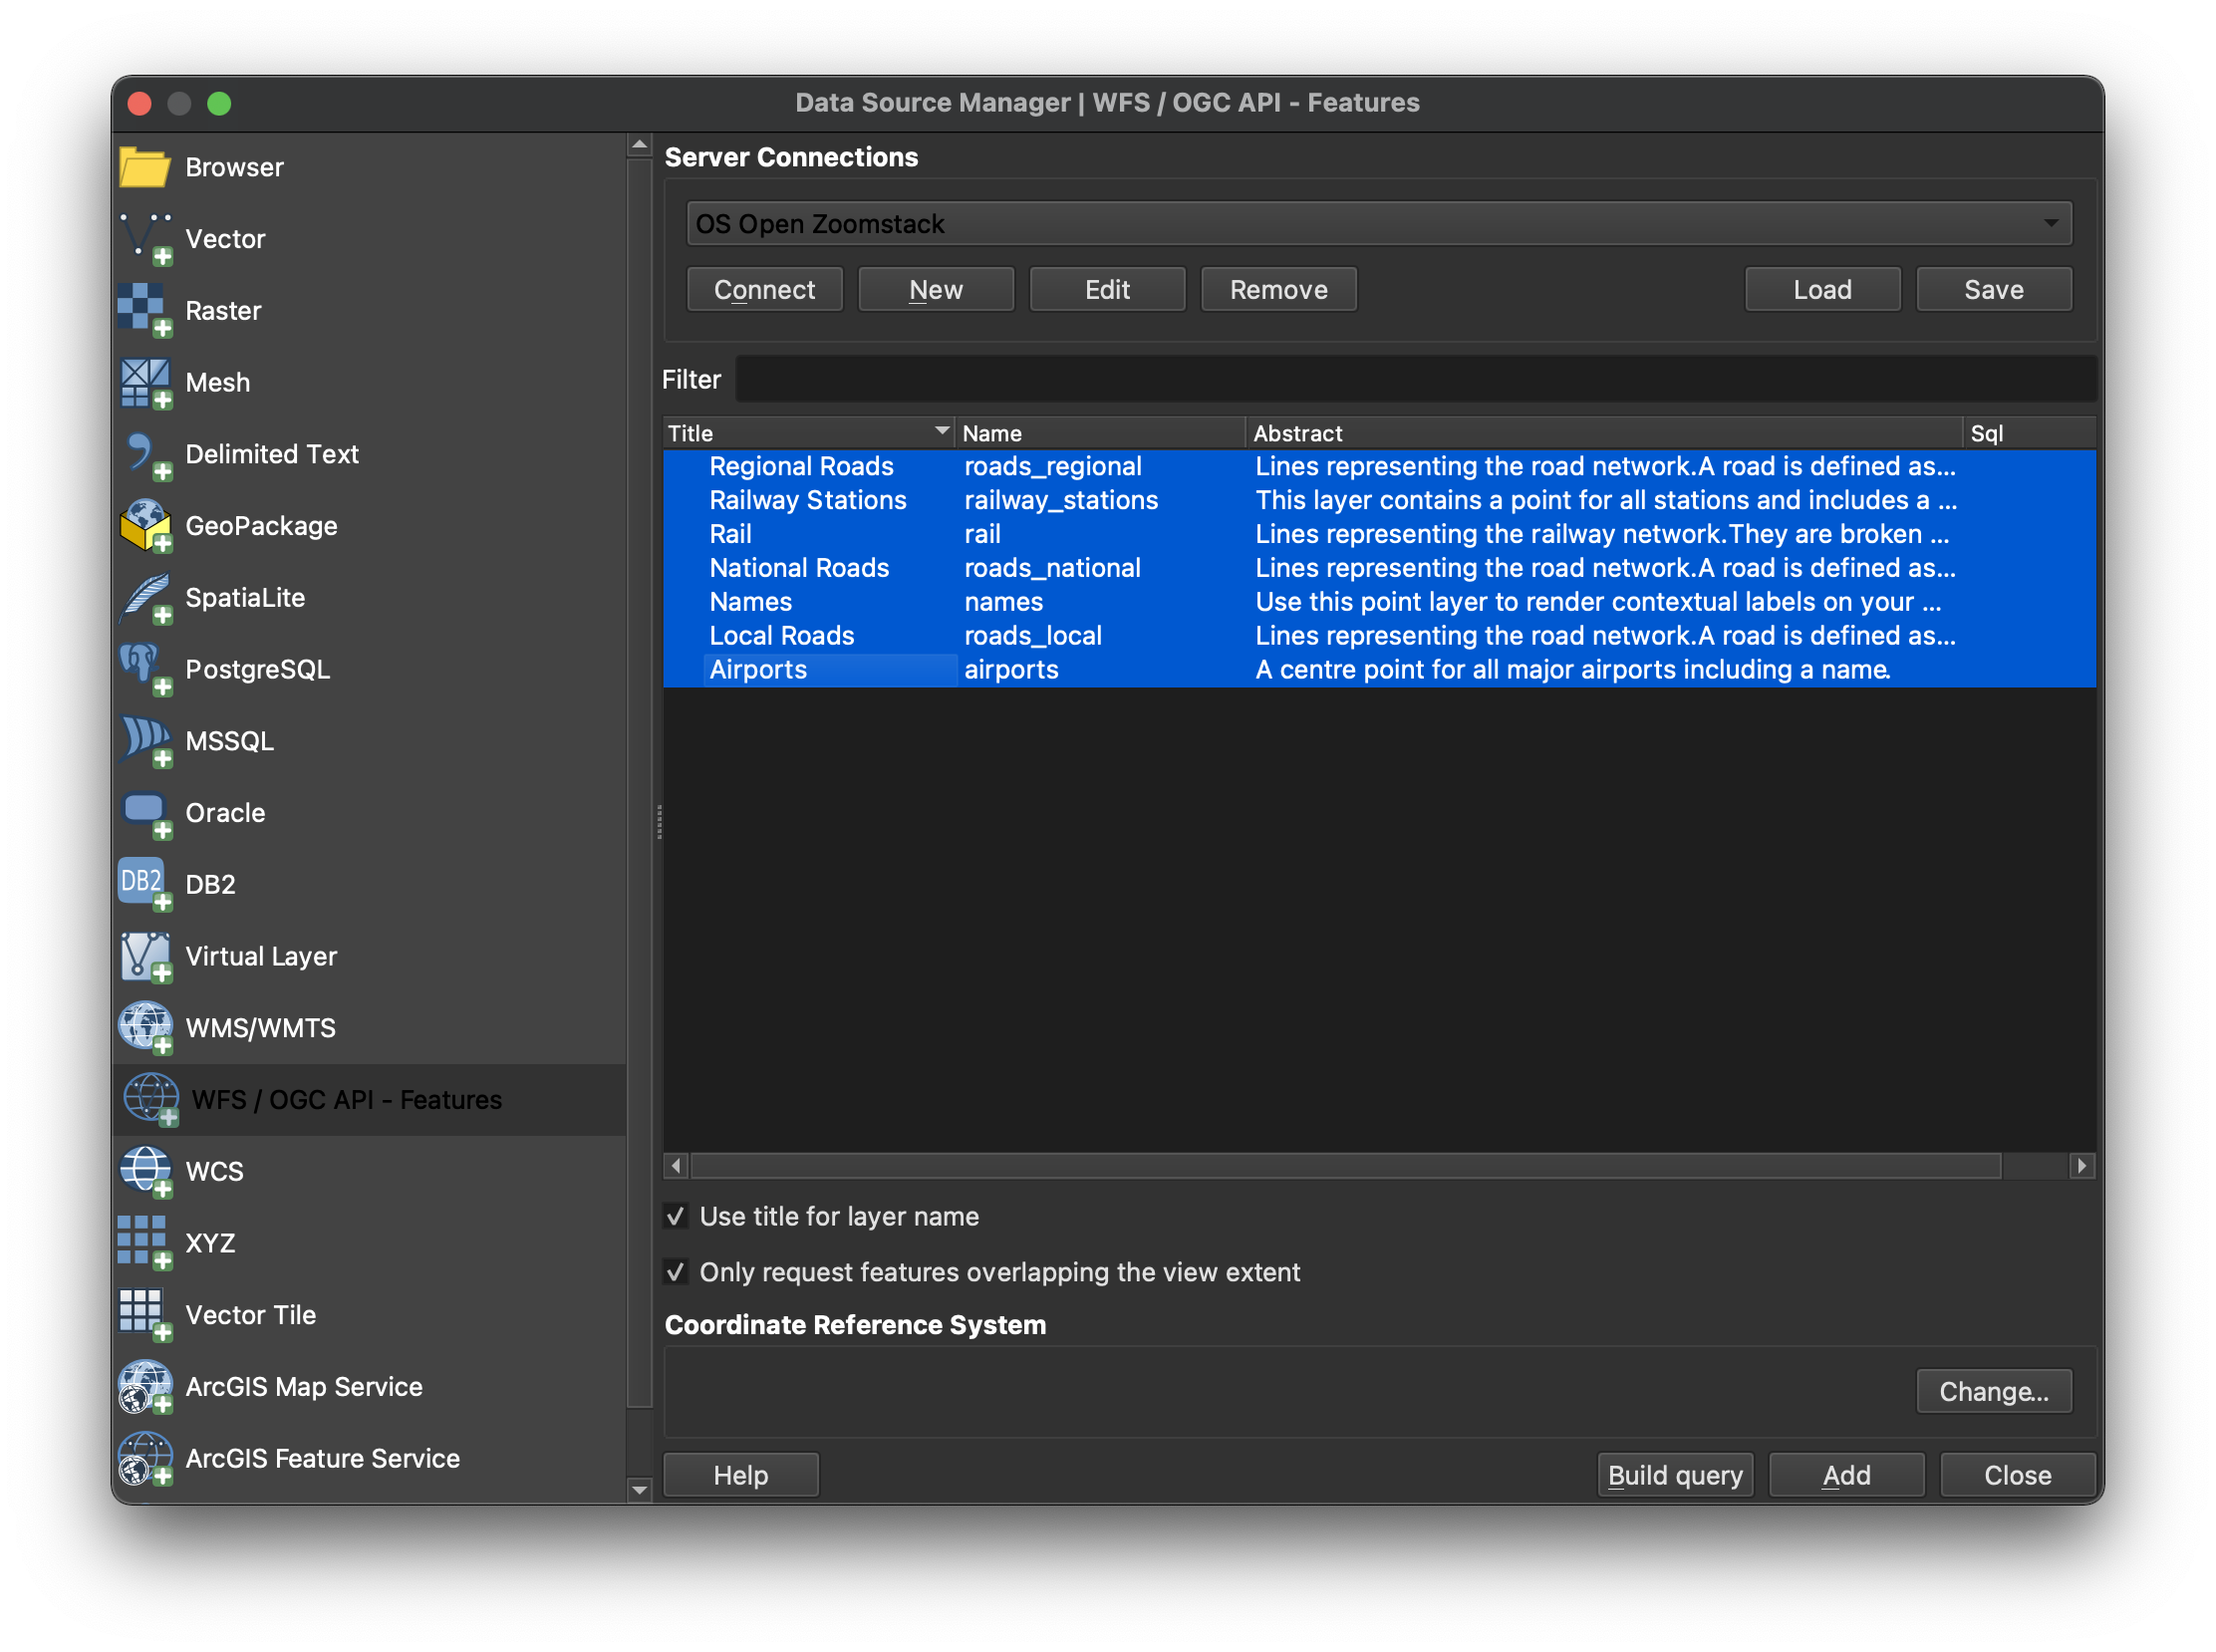 Data Source Manager | WFS / OGC API - Features
Browser
Vector
Raster
Mesh
Delimited Text
GeoPackage
SpatiaLite
PostgreSQL
MSSQL
Oracle
DB2
DB2
Virtual Layer
WMS/WMTS
WFS / OGC API - Features
WCS
XYZ
Vector Tile
ArcGIS Map Service
ArcGIS Feature Service
Server Connections
OS Open Zoomstack
Connect New Edit Remove Load Save
Filter
Title Name Abstract Sql
Regional Roads roads_regional Lines representing the road network.A road is defined as...
Railway Stations railway_stations This layer contains a point for all stations and includes a ...
Rail rail Lines representing the railway network.They are broken ...
National Roads roads_national Lines representing the road network.A road is defined as...
Names names Use this point layer to render contextual labels on your ...
Local Roads roads_local Lines representing the road network.A road is defined as...
Airports airports A centre point for all major airports including a name.
Use title for layer name
Only request features overlapping the view extent
Coordinate Reference System
Change...
Help Build query Add Close